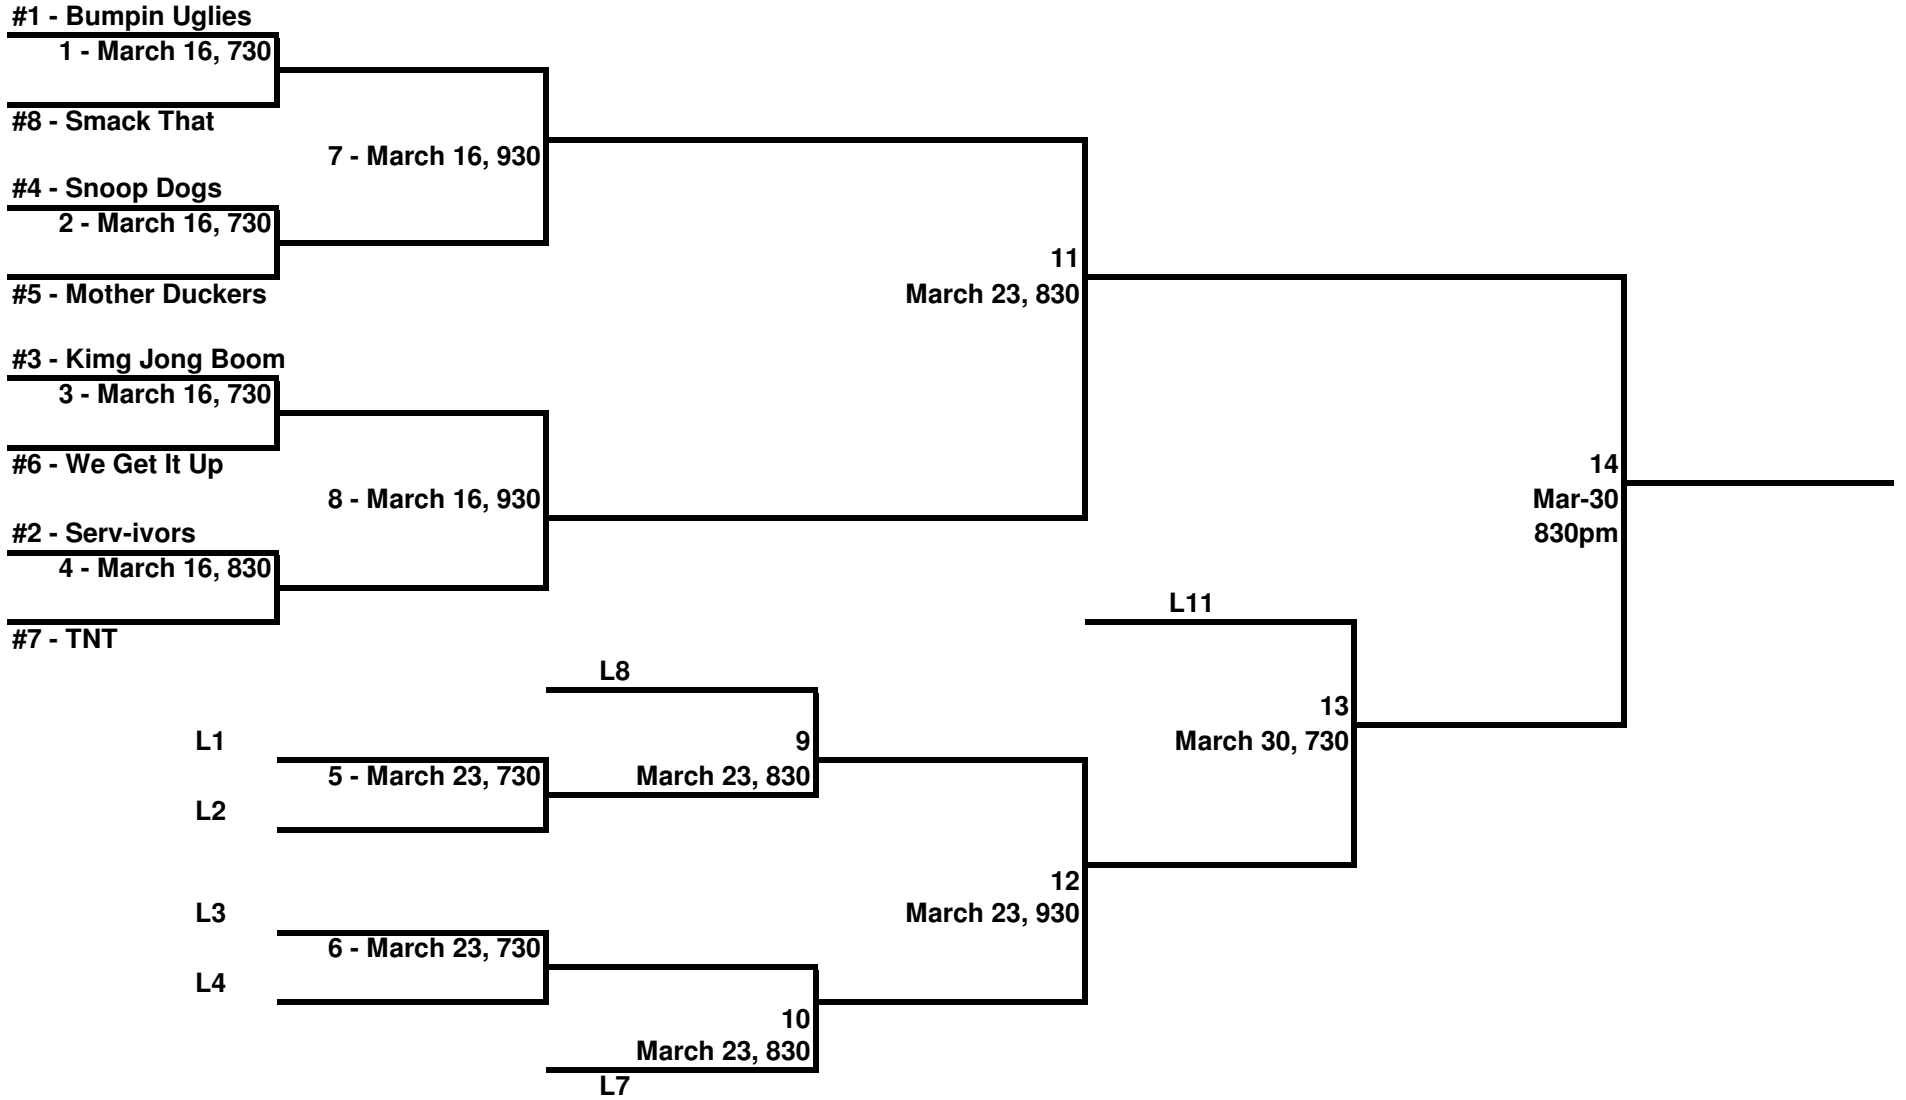 #1 - Bumpin Uglies
1 - March 16, 730
#8 - Smack That
7 - March 16, 930
#4 - Snoop Dogs
2 - March 16, 730
#5 - Mother Duckers
11
March 23, 830
#3 - Kimg Jong Boom
3 - March 16, 730
#6 - We Get It Up
8 - March 16, 930
#2 - Serv-ivors
4 - March 16, 830
#7 - TNT
14
Mar-30
830pm
L11
L8
13
March 30, 730
L1
9
5 - March 23, 730
March 23, 830
L2
12
March 23, 930
L3
6 - March 23, 730
L4
10
March 23, 830
L7